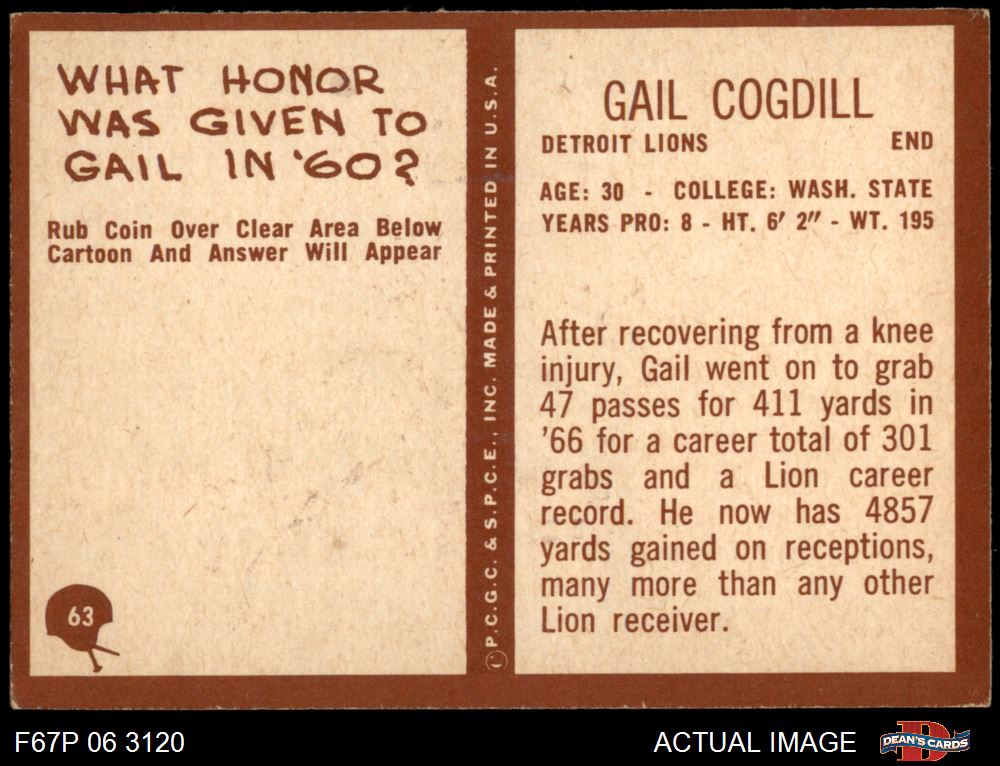 WHAT HONOR
WAS GIVEN TO
GAIL IN '60?
Rub Coin Over Clear Area Below
Cartoon And Answer Will Appear
63
©P.C.G.C. & S.P.C.E., INC. MADE & PRINTED IN U.S.A.
GAIL COGDILL
DETROIT LIONS END
AGE: 30 - COLLEGE: WASH. STATE
YEARS PRO: 8 - HT. 6' 2" - WT. 195
After recovering from a knee
injury, Gail went on to grab
47 passes for 411 yards in
'66 for a career total of 301
grabs and a Lion career
record. He now has 4857
yards gained on receptions,
many more than any other
Lion receiver.
F67P 06 3120
ACTUAL IMAGE
D
DEAN'S CARDS